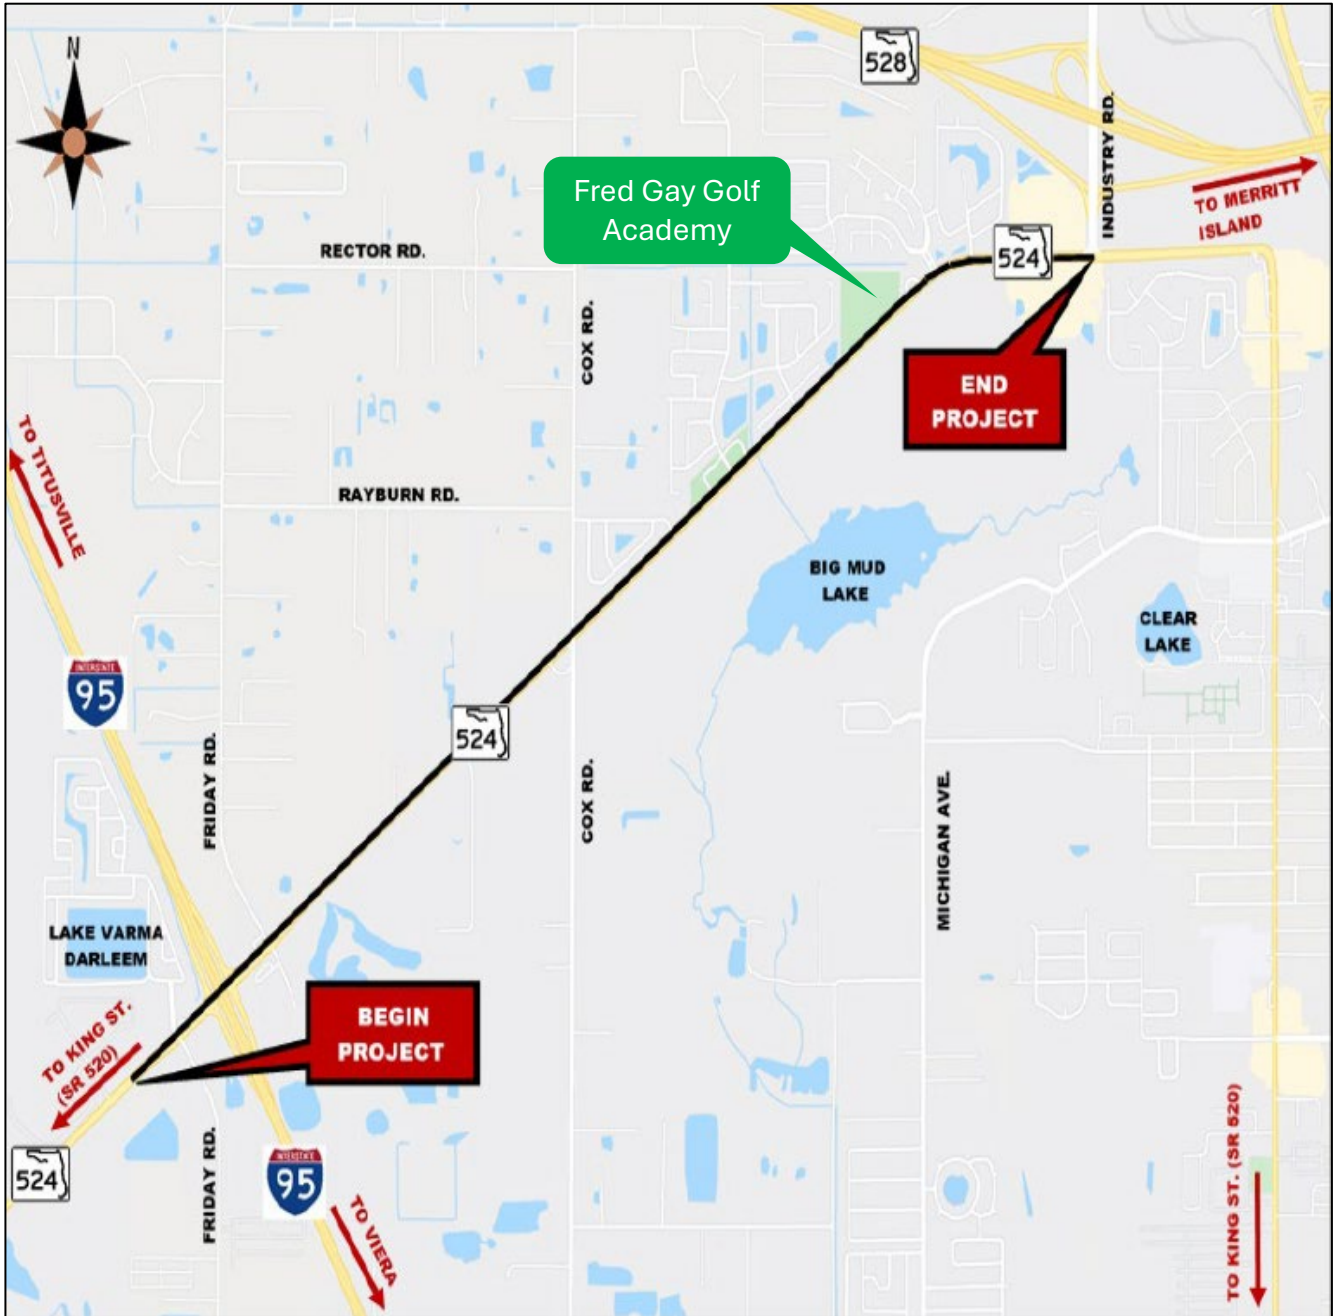 N
528
INDUSTRY RD.
TO MERRITT
ISLAND
Fred Gay Golf
Academy
RECTOR RD.
524
COX RD.
END
PROJECT
TO TITUSVILLE
RAYBURN RD.
BIG MUD
LAKE
CLEAR
LAKE
INTERSTATE
95
524
FRIDAY RD.
COX RD.
MICHIGAN AVE.
LAKE VARMA
DARLEEM
BEGIN
PROJECT
TO KING ST.
(SR 520)
524
FRIDAY RD.
INTERSTATE
95
TO VIERA
TO KING ST. (SR 520)